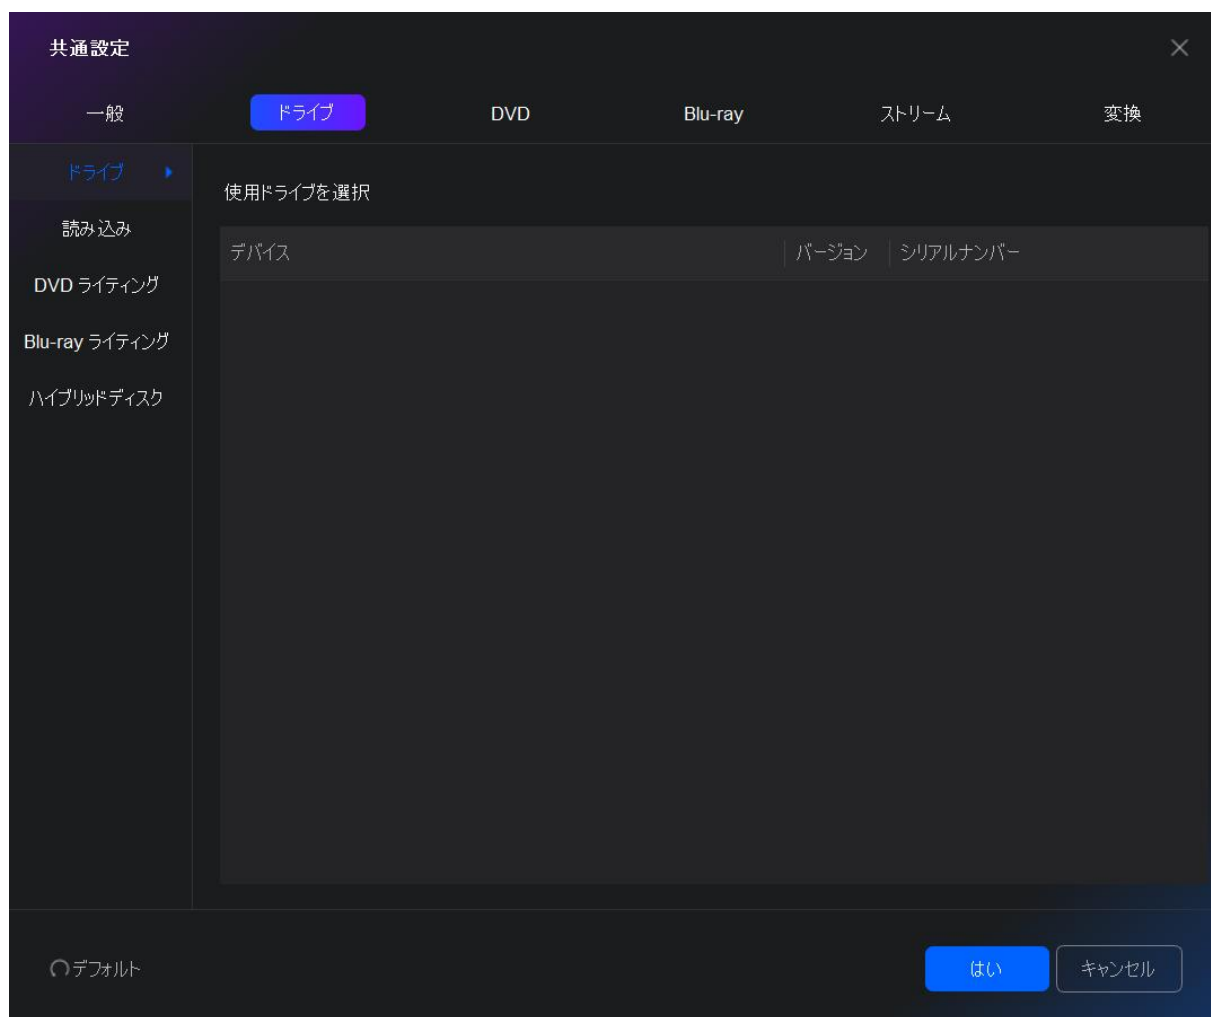 共通設定
一般 ドライブ DVD Blu-ray ストリーム 変換
ドライブ
読み込み
DVD ライティング
Blu-ray ライティング
ハイブリッドディスク
使用ドライブを選択
デバイス バージョン シリアルナンバー
デフォルト はい キャンセル